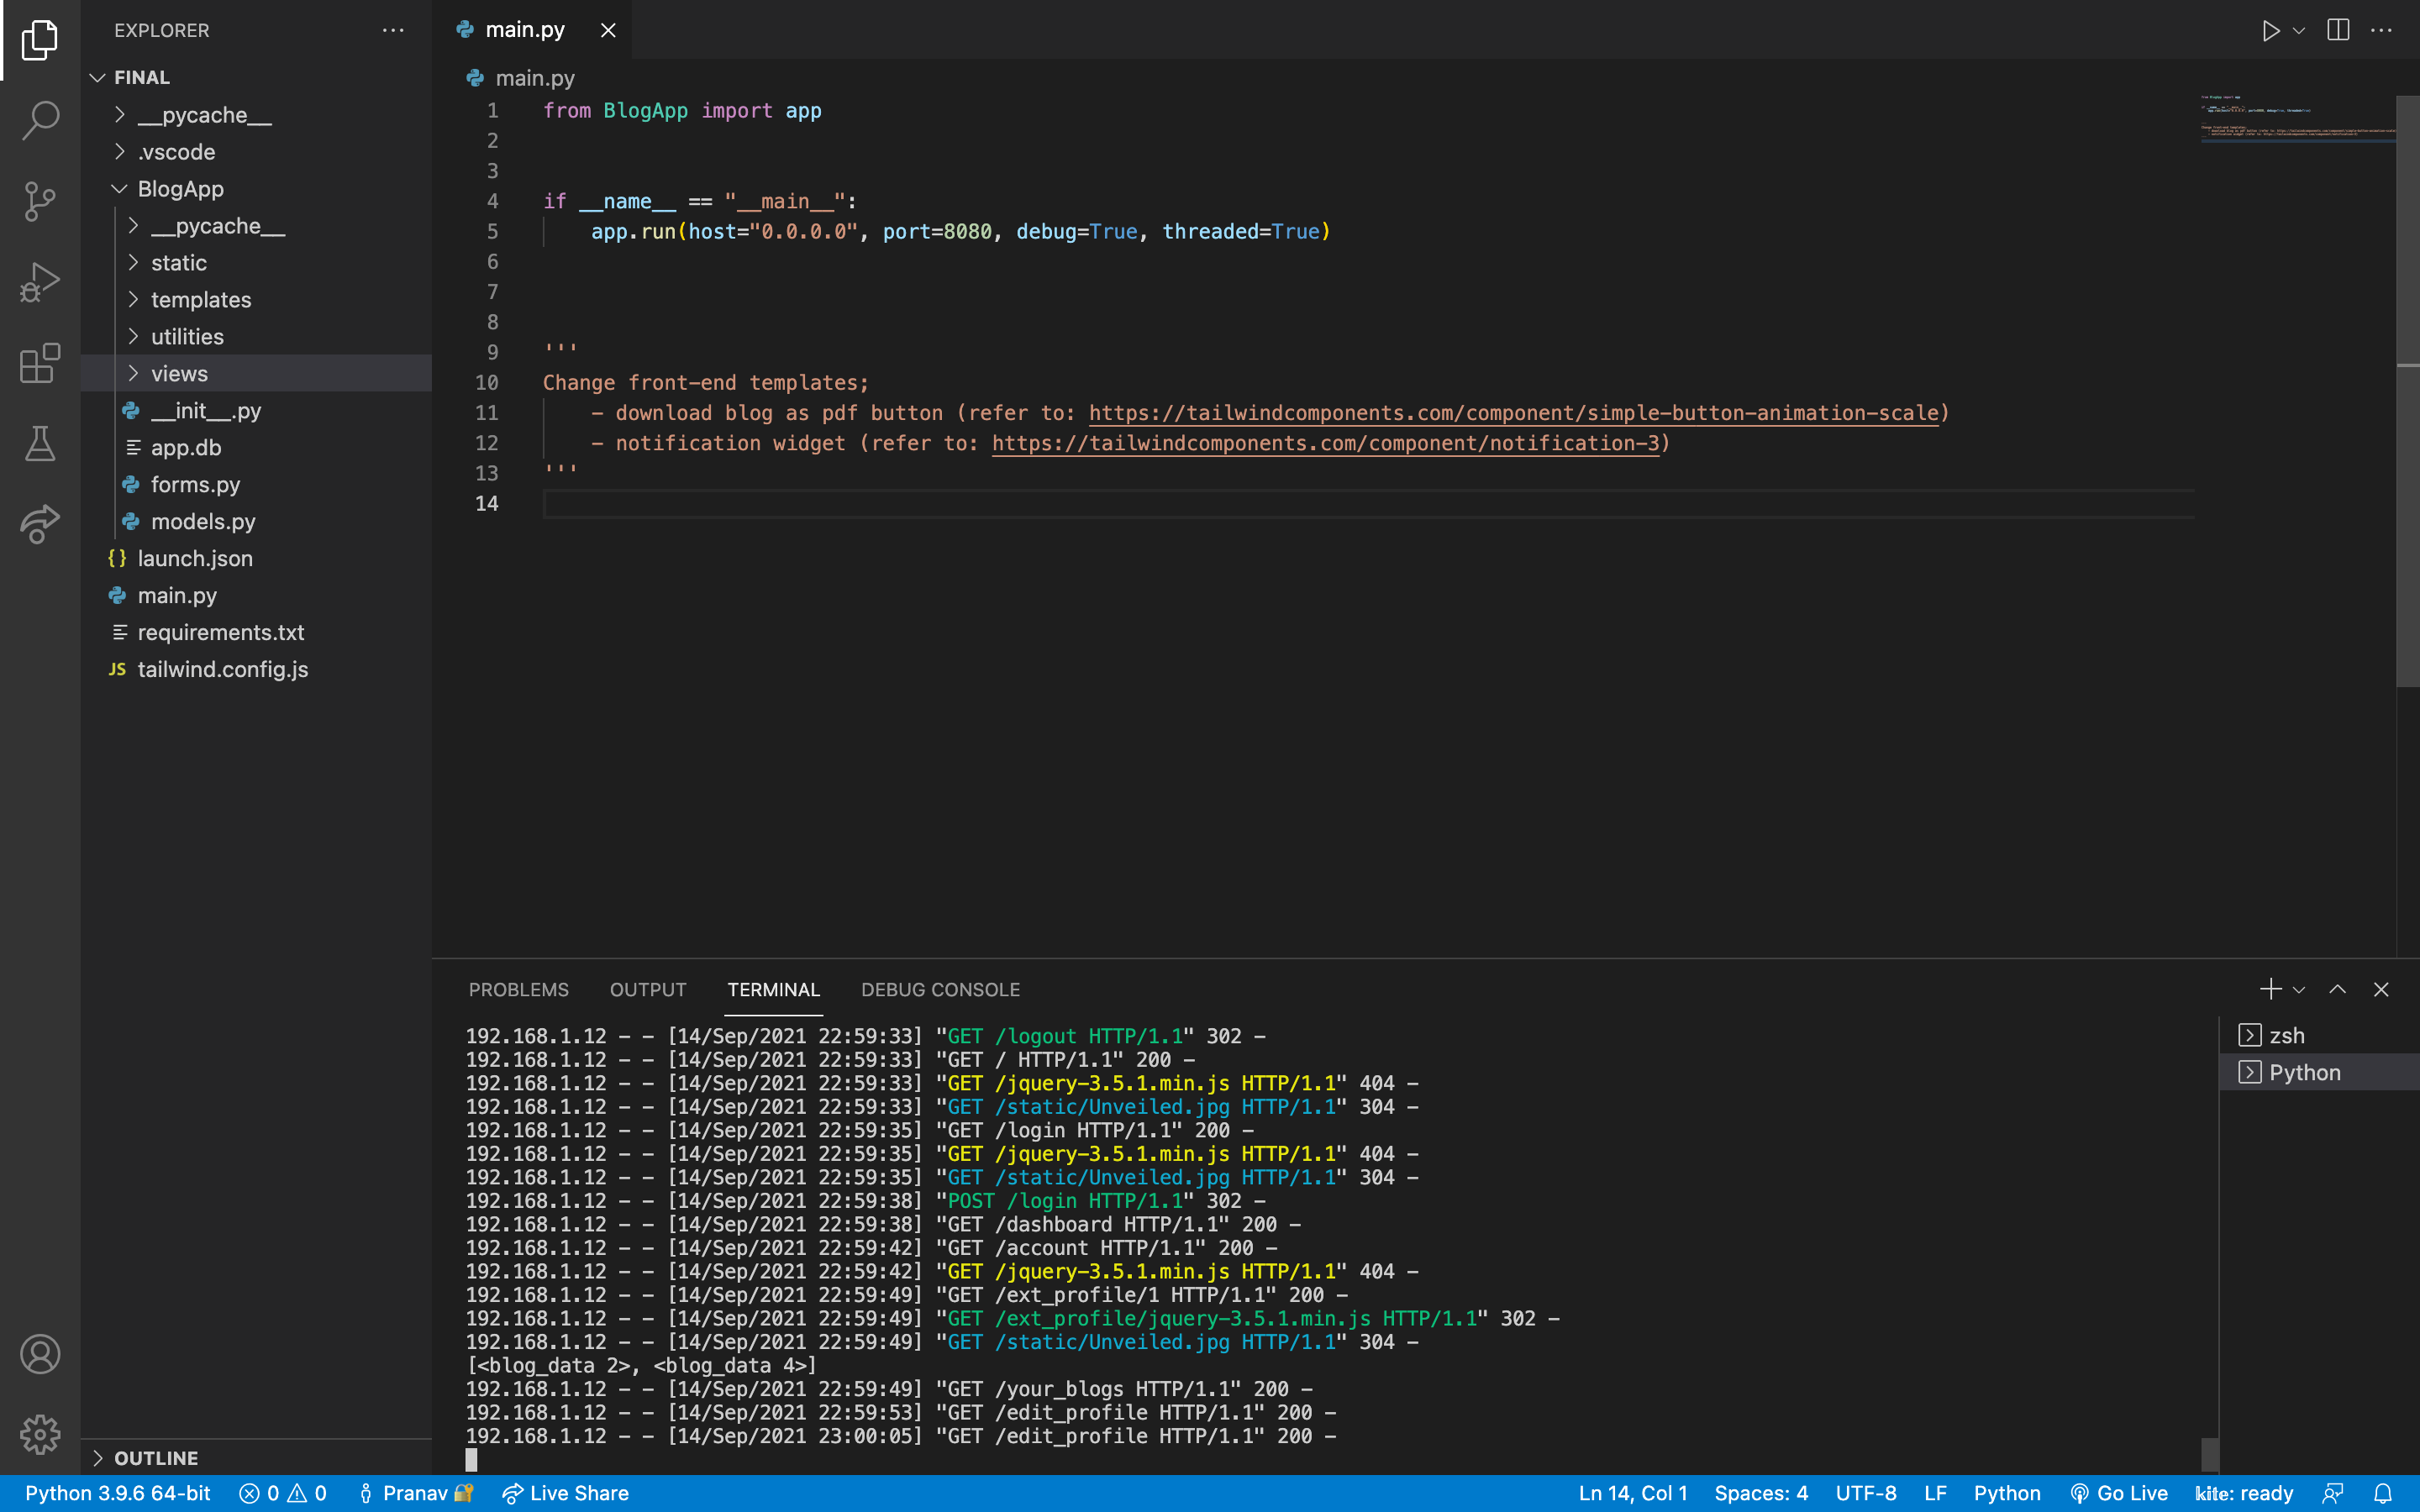 EXPLORER
FINAL
__pycache__
.vscode
BlogApp
__pycache__
static
templates
utilities
views
__init__.py
app.db
forms.py
models.py
{} launch.json
main.py
requirements.txt
JS tailwind.config.js
OUTLINE
main.py
main.py
1 from BlogApp import app
2
3
4 if __name__ == "__main__":
5 app.run(host="0.0.0.0", port=8080, debug=True, threaded=True)
6
7
8
9 '''
10 Change front-end templates;
11 - download blog as pdf button (refer to: https://tailwindcomponents.com/component/simple-button-animation-scale)
12 - notification widget (refer to: https://tailwindcomponents.com/component/notification-3)
13 '''
14
PROBLEMS OUTPUT TERMINAL DEBUG CONSOLE
192.168.1.12 - - [14/Sep/2021 22:59:33] "GET /logout HTTP/1.1" 302 -
192.168.1.12 - - [14/Sep/2021 22:59:33] "GET / HTTP/1.1" 200 -
192.168.1.12 - - [14/Sep/2021 22:59:33] "GET /jquery-3.5.1.min.js HTTP/1.1" 404 -
192.168.1.12 - - [14/Sep/2021 22:59:33] "GET /static/Unveiled.jpg HTTP/1.1" 304 -
192.168.1.12 - - [14/Sep/2021 22:59:35] "GET /login HTTP/1.1" 200 -
192.168.1.12 - - [14/Sep/2021 22:59:35] "GET /jquery-3.5.1.min.js HTTP/1.1" 404 -
192.168.1.12 - - [14/Sep/2021 22:59:35] "GET /static/Unveiled.jpg HTTP/1.1" 304 -
192.168.1.12 - - [14/Sep/2021 22:59:38] "POST /login HTTP/1.1" 302 -
192.168.1.12 - - [14/Sep/2021 22:59:38] "GET /dashboard HTTP/1.1" 200 -
192.168.1.12 - - [14/Sep/2021 22:59:42] "GET /account HTTP/1.1" 200 -
192.168.1.12 - - [14/Sep/2021 22:59:42] "GET /jquery-3.5.1.min.js HTTP/1.1" 404 -
192.168.1.12 - - [14/Sep/2021 22:59:49] "GET /ext_profile/1 HTTP/1.1" 200 -
192.168.1.12 - - [14/Sep/2021 22:59:49] "GET /ext_profile/jquery-3.5.1.min.js HTTP/1.1" 302 -
192.168.1.12 - - [14/Sep/2021 22:59:49] "GET /static/Unveiled.jpg HTTP/1.1" 304 -
[<blog_data 2>, <blog_data 4>]
192.168.1.12 - - [14/Sep/2021 22:59:49] "GET /your_blogs HTTP/1.1" 200 -
192.168.1.12 - - [14/Sep/2021 22:59:53] "GET /edit_profile HTTP/1.1" 200 -
192.168.1.12 - - [14/Sep/2021 23:00:05] "GET /edit_profile HTTP/1.1" 200 -
zsh
Python
Python 3.9.6 64-bit 0 0 Pranav Live Share Ln 14, Col 1 Spaces: 4 UTF-8 LF Python Go Live kite: ready